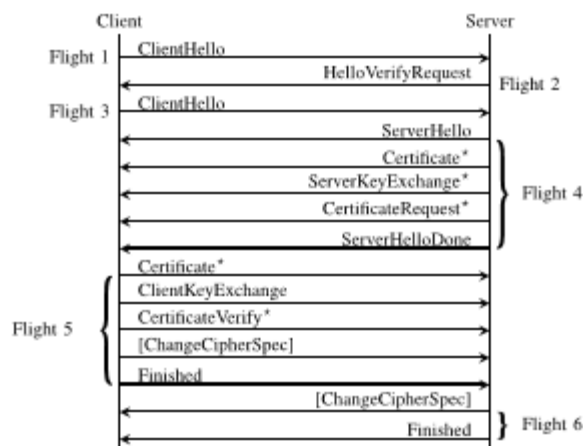 Client Server
Flight 1 ClientHello
HelloVerifyRequest Flight 2
Flight 3 ClientHello
ServerHello
Certificate*
ServerKeyExchange* Flight 4
CertificateRequest*
ServerHelloDone
Certificate*
ClientKeyExchange
Flight 5 CertificateVerify*
[ChangeCipherSpec]
Finished
[ChangeCipherSpec]
Finished Flight 6